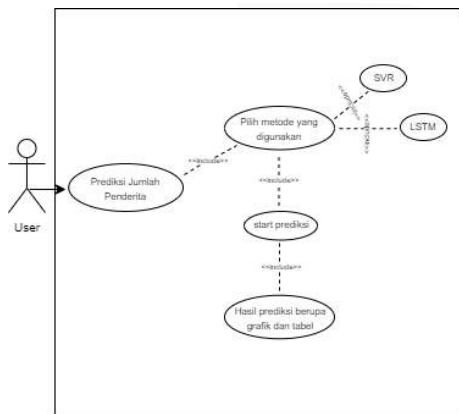 SVR
Pilih metode yang
digunakan
LSTM
<<include>>
Prediksi Jumlah
Penderita
User
<<include>>
start prediksi
<<include>>
Hasil prediksi berupa
grafik dan tabel